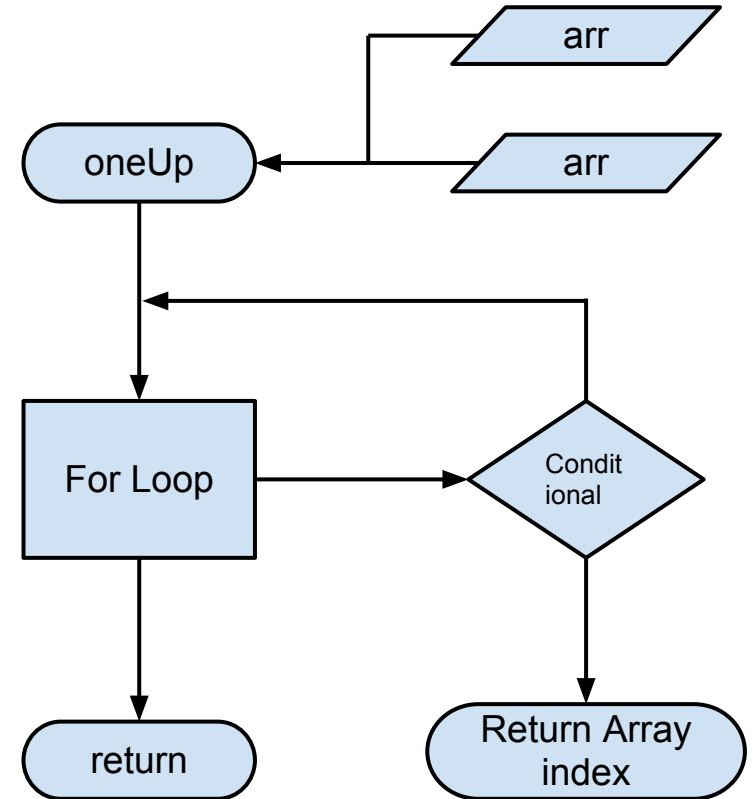 arr
oneUp
arr
For Loop
Condit
ional
return
Return Array
index